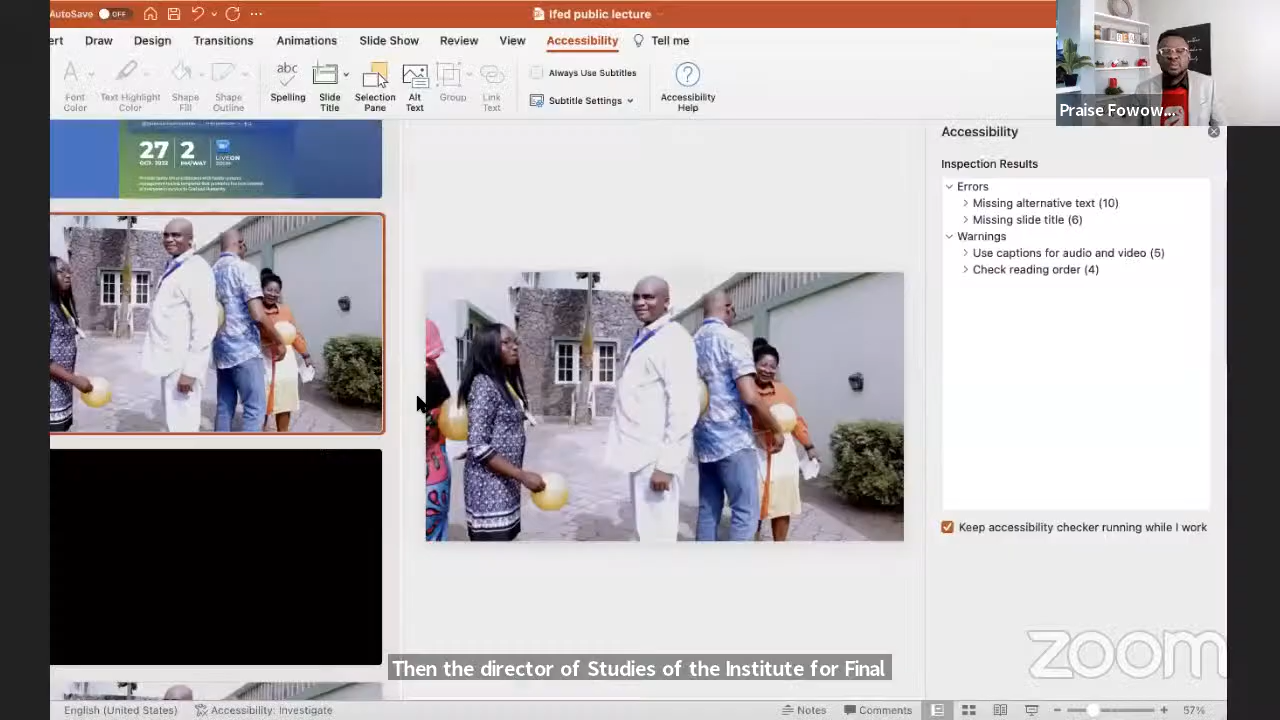 AutoSave OFF
Ifed public lecture
ert Draw Design Transitions Animations Slide Show Review View Accessibility Tell me
Font Color
Text Highlight Color
Shape Fill
Shape Outline
abc
Spelling
Slide Title
Selection Pane
Alt Text
Group
Link Text
Always Use Subtitles
Subtitle Settings
Accessibility Help
Praise Fowow...
27
2
LIVE ON
Accessibility
Inspection Results
Errors
Missing alternative text (10)
Missing slide title (6)
Warnings
Use captions for audio and video (5)
Check reading order (4)
Keep accessibility checker running while I work
zoom
Then the director of Studies of the Institute for Final
English (United States)
Accessibility: Investigate
Notes
Comments
57%